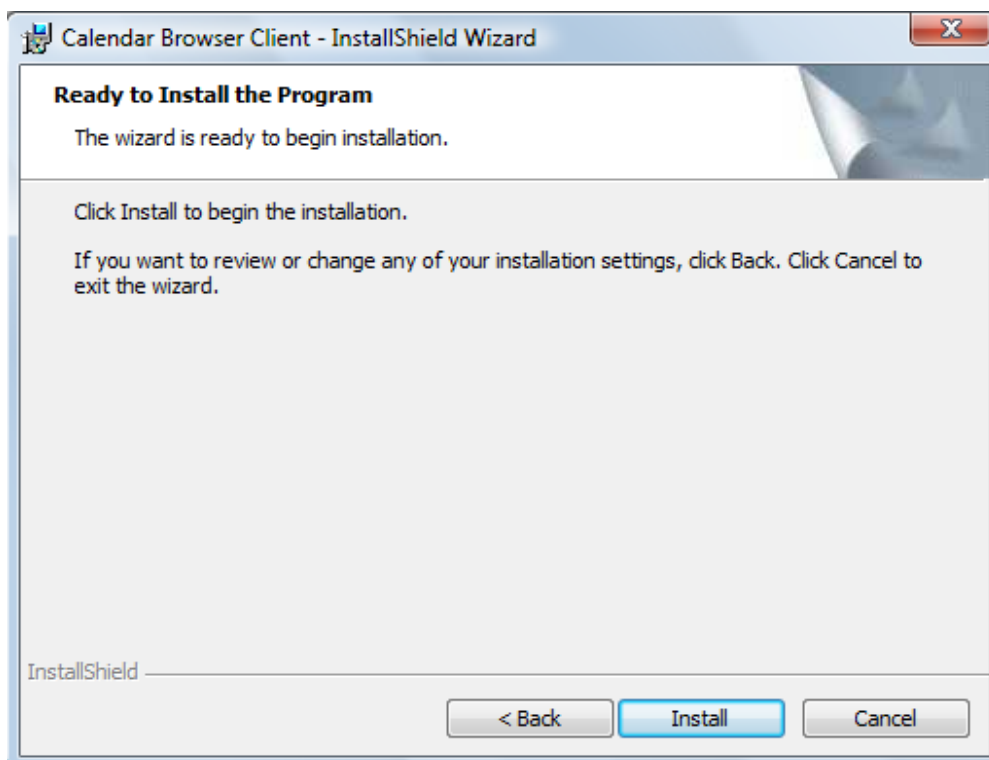 Calendar Browser Client - InstallShield Wizard
Ready to Install the Program
The wizard is ready to begin installation.
Click Install to begin the installation.
If you want to review or change any of your installation settings, click Back. Click Cancel to
exit the wizard.
InstallShield
< Back Install Cancel